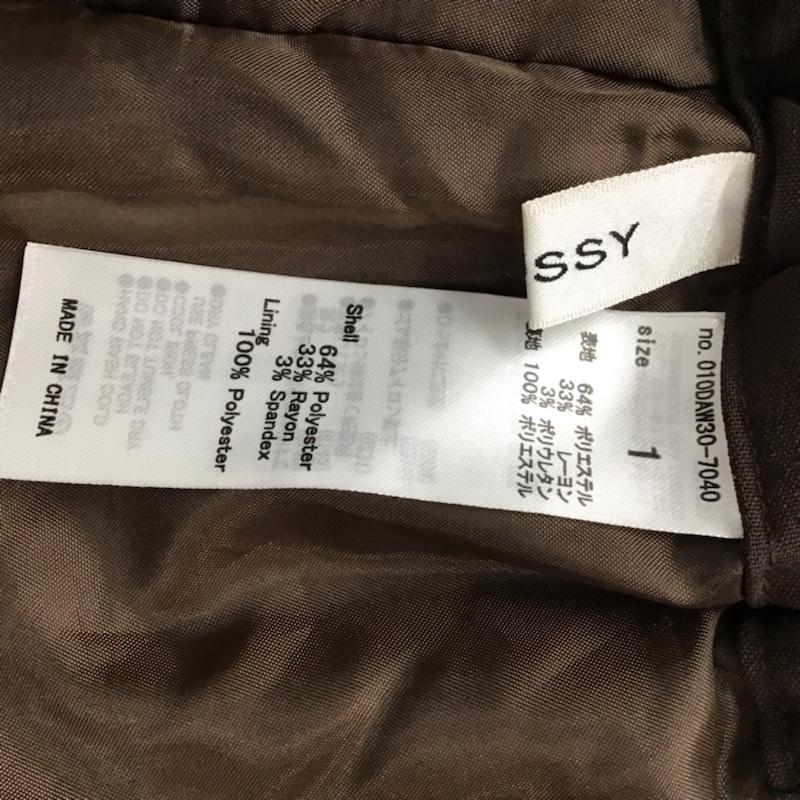 SSY
no. 010DAW30-7040
size 1
表地 64% ポリエステル
33% レーヨン
3% ポリウレタン
100% ポリエステル
Shell
64% Polyester
33% Rayon
3% Spandex
Lining
100% Polyester
MADE IN CHINA